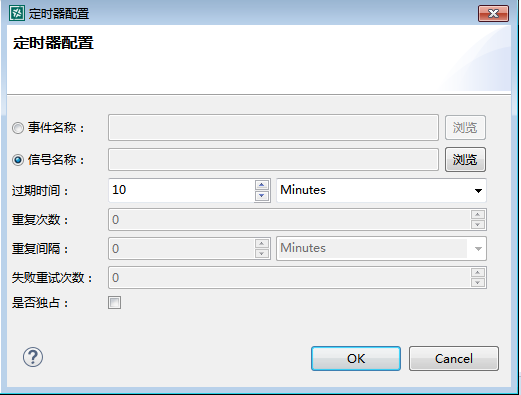 定时器配置
定时器配置
事件名称： 浏览
信号名称： 浏览
过期时间： 10 Minutes
重复次数： 0
重复间隔： 0 Minutes
失败重试次数： 0
是否独占：
? OK Cancel